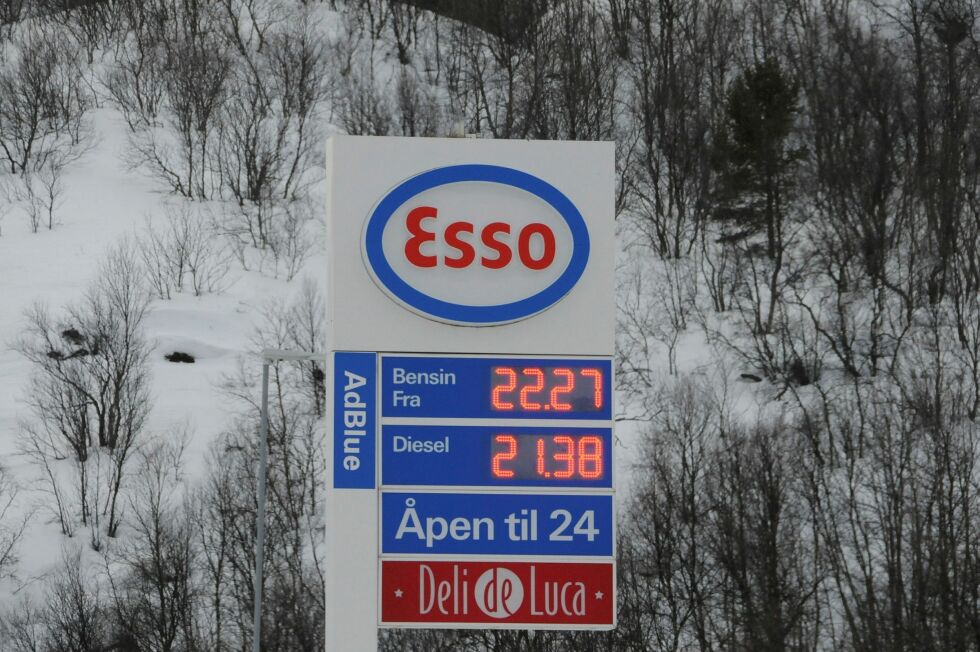 Esso
AdBlue
Bensin
Fra
22.27
Diesel
21.38
Åpen til 24
Deli de Luca